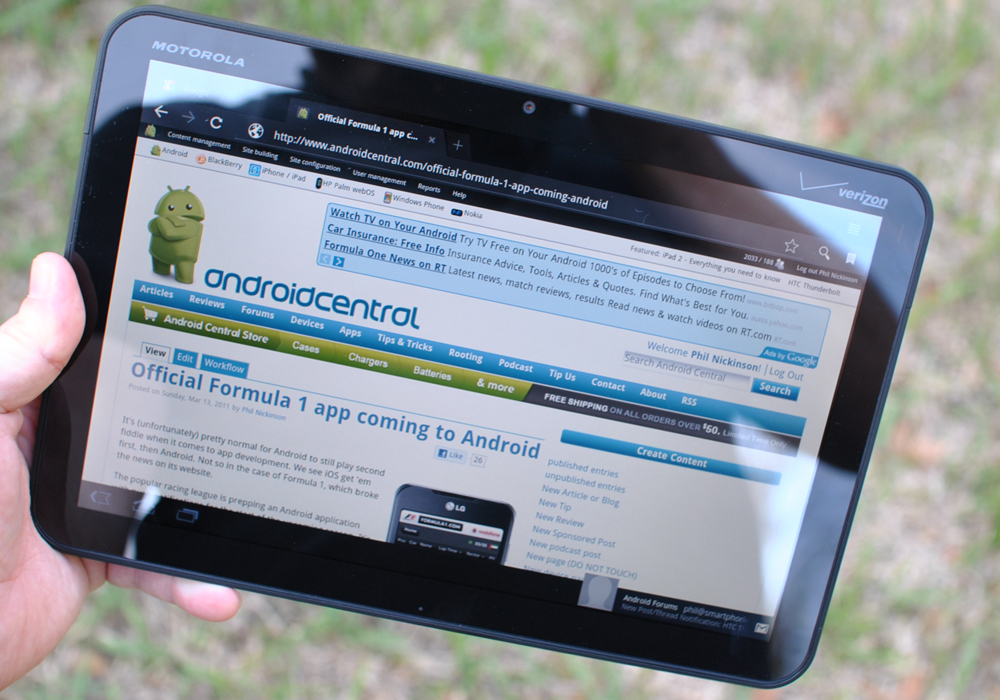 MOTOROLA
verizon
Official Formula 1 app c...
http://www.androidcentral.com/official-formula-1-app-coming-android
Content management Site building Site configuration User management Reports Help
2033 / 188 Log out Phil Nickinson
Android BlackBerry iPhone / iPad HP Palm webOS Windows Phone Nokia
Featured: iPad 2 - Everything you need to know HTC Thunderbolt
Watch TV on Your Android Try TV Free on Your Android 1000's of Episodes to Choose From!
Car Insurance: Free Info Insurance Advice, Tools, Articles & Quotes. Find What's Best for You.
Formula One News on RT Latest news, match reviews, results Read news & watch videos on RT.com RT.com
Ads by Google
androidcentral
Welcome Phil Nickinson! | Log Out
Search Android Central Search
Articles Reviews Forums Devices Apps Tips & Tricks Rooting Podcast Tip Us Contact About RSS
Android Central Store Cases Chargers Batteries & more FREE SHIPPING ON ALL ORDERS OVER $50. Limited Time Only
View Edit Workflow
Official Formula 1 app coming to Android
Posted on Sunday, Mar 13, 2011 by Phil Nickinson
Like 26
It's (unfortunately) pretty normal for Android to still play second
fiddle when it comes to app development. We see iOS get 'em
first, then Android. Not so in the case of Formula 1, which broke
the news on its website.
The popular racing league is prepping an Android application
LG
FORMULA1.COM
vodafone
Create Content
published entries
unpublished entries
New Article or Blog
New Tip
New Review
New Sponsored Post
New podcast post
New page (DO NOT TOUCH)
Android Forums phil@smartphon
New Post/Thread Notification: HTC T